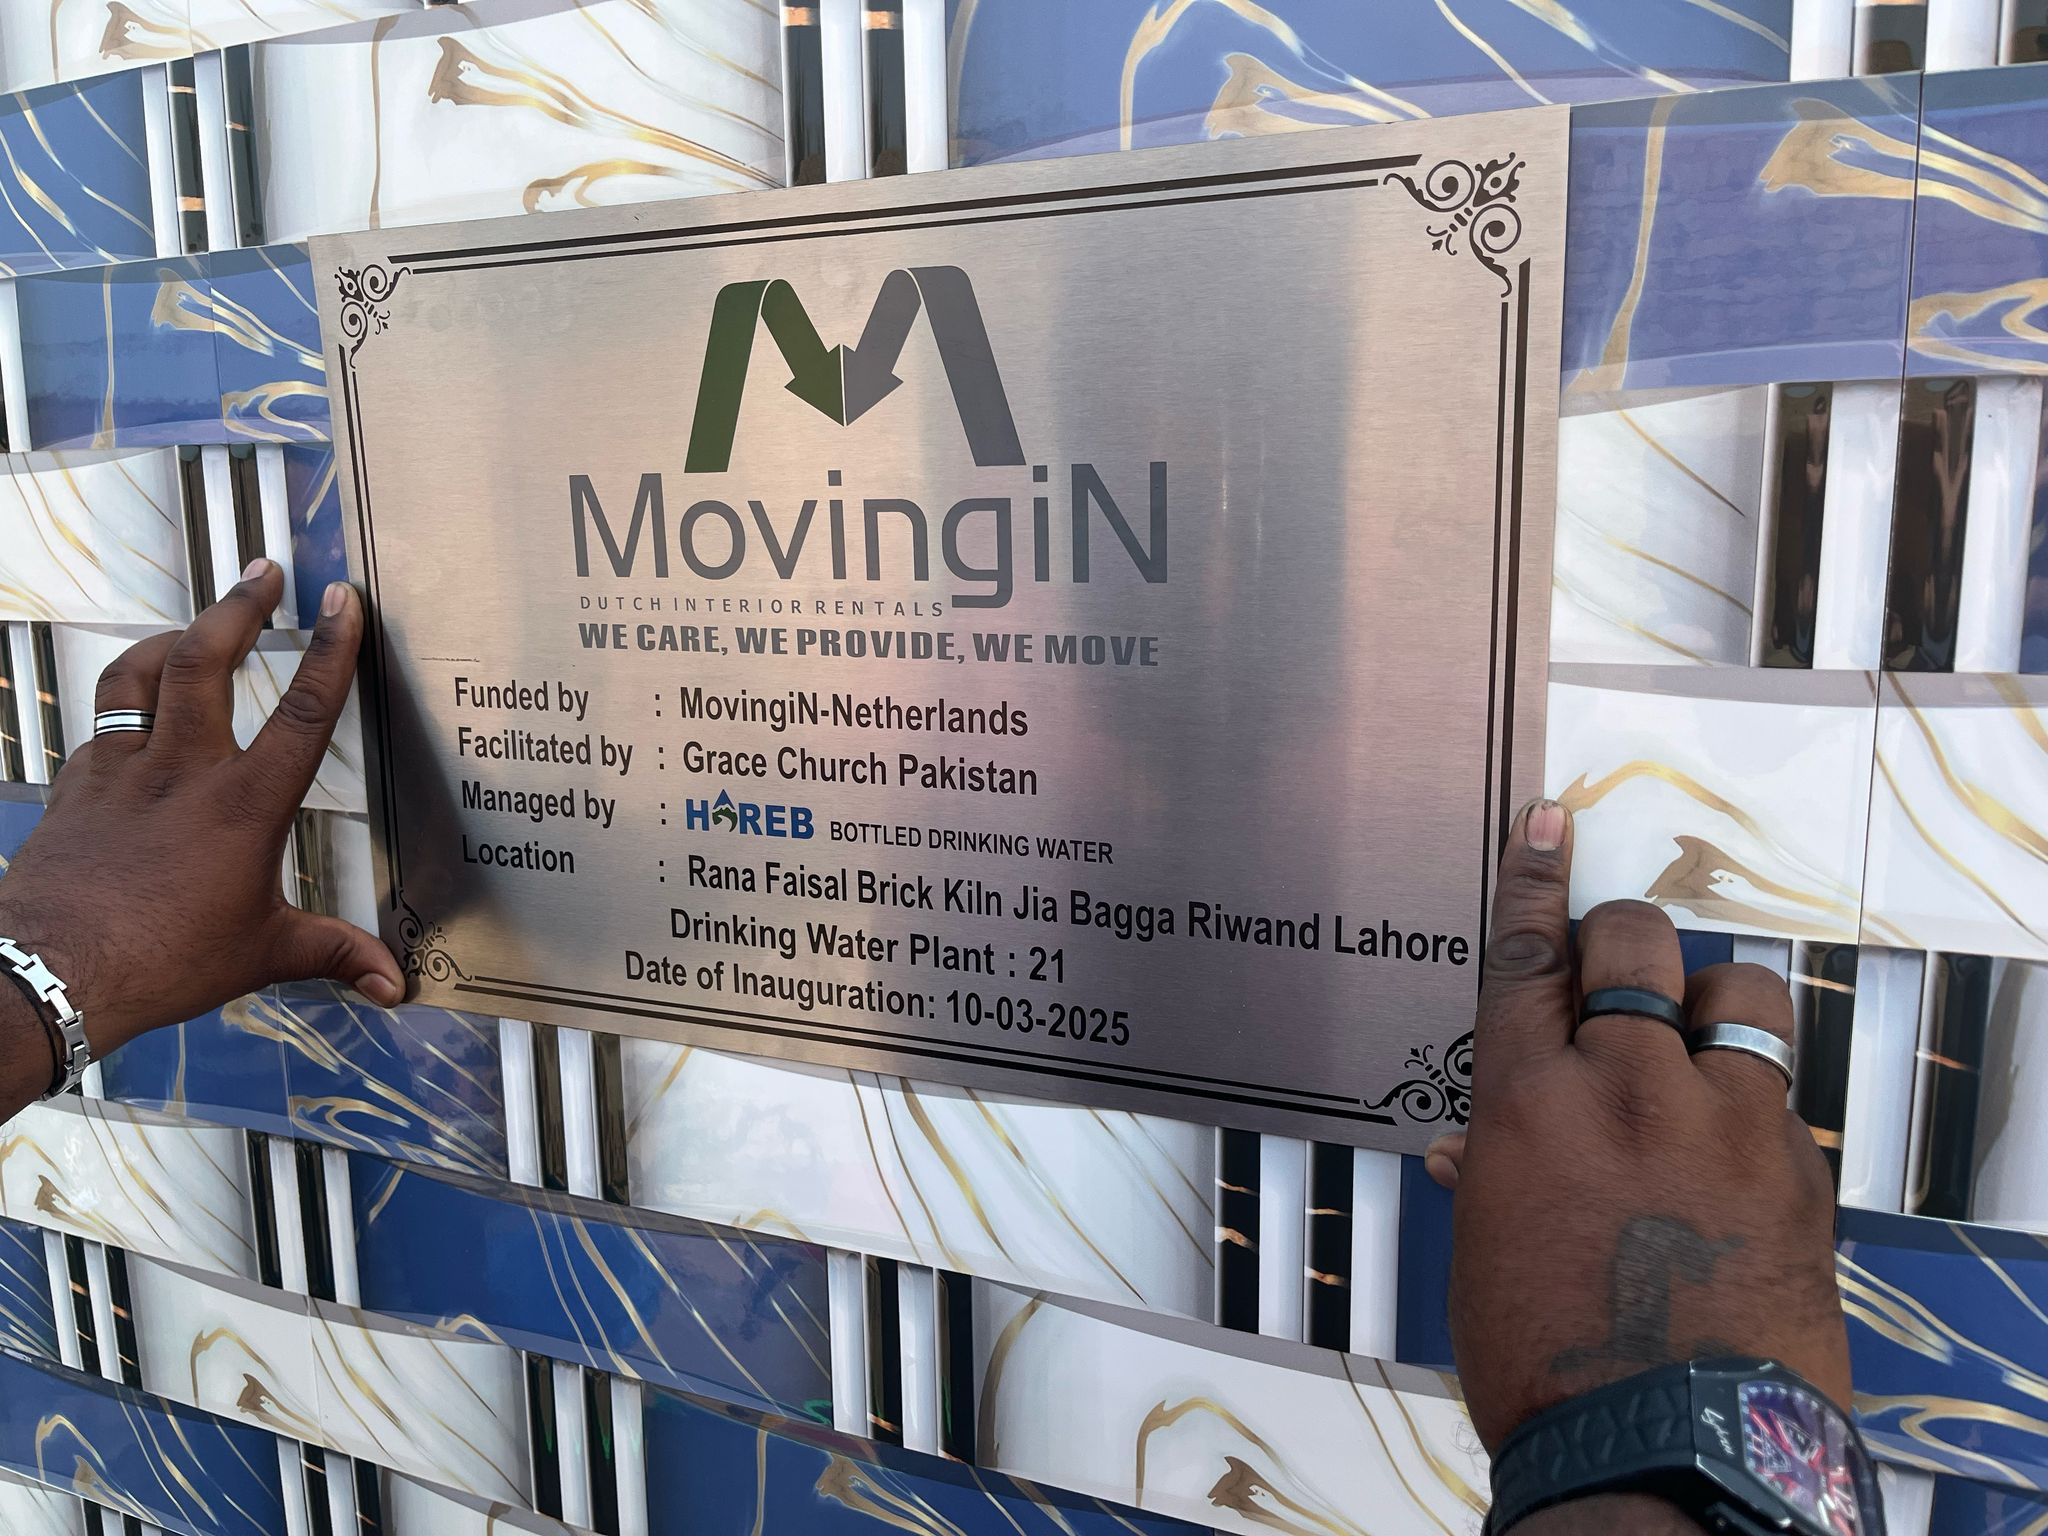 MovingiN
DUTCH INTERIOR RENTALS
WE CARE, WE PROVIDE, WE MOVE
Funded by : MovingiN-Netherlands
Facilitated by : Grace Church Pakistan
Managed by : HOREB BOTTLED DRINKING WATER
Location : Rana Faisal Brick Kiln Jia Bagga Riwand Lahore
Drinking Water Plant : 21
Date of Inauguration: 10-03-2025